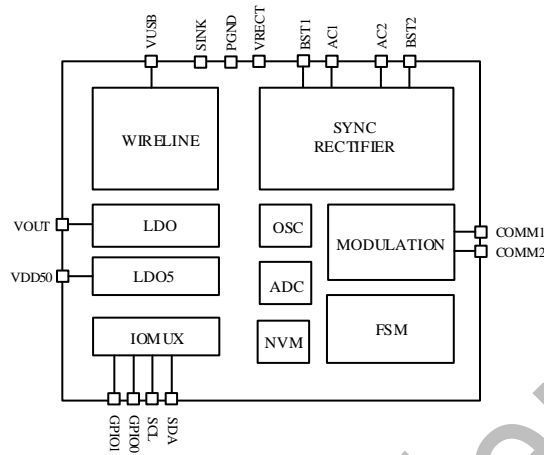 VUSB
SINK
PGND
VRECT
BST1
AC1
AC2
BST2
WIRELINE
SYNC
RECTIFIER
VOUT
LDO
OSC
MODULATION
COMM1
COMM2
VDD50
LDO5
ADC
IOMUX
NVM
FSM
GPIO1
GPIO0
SCL
SDA